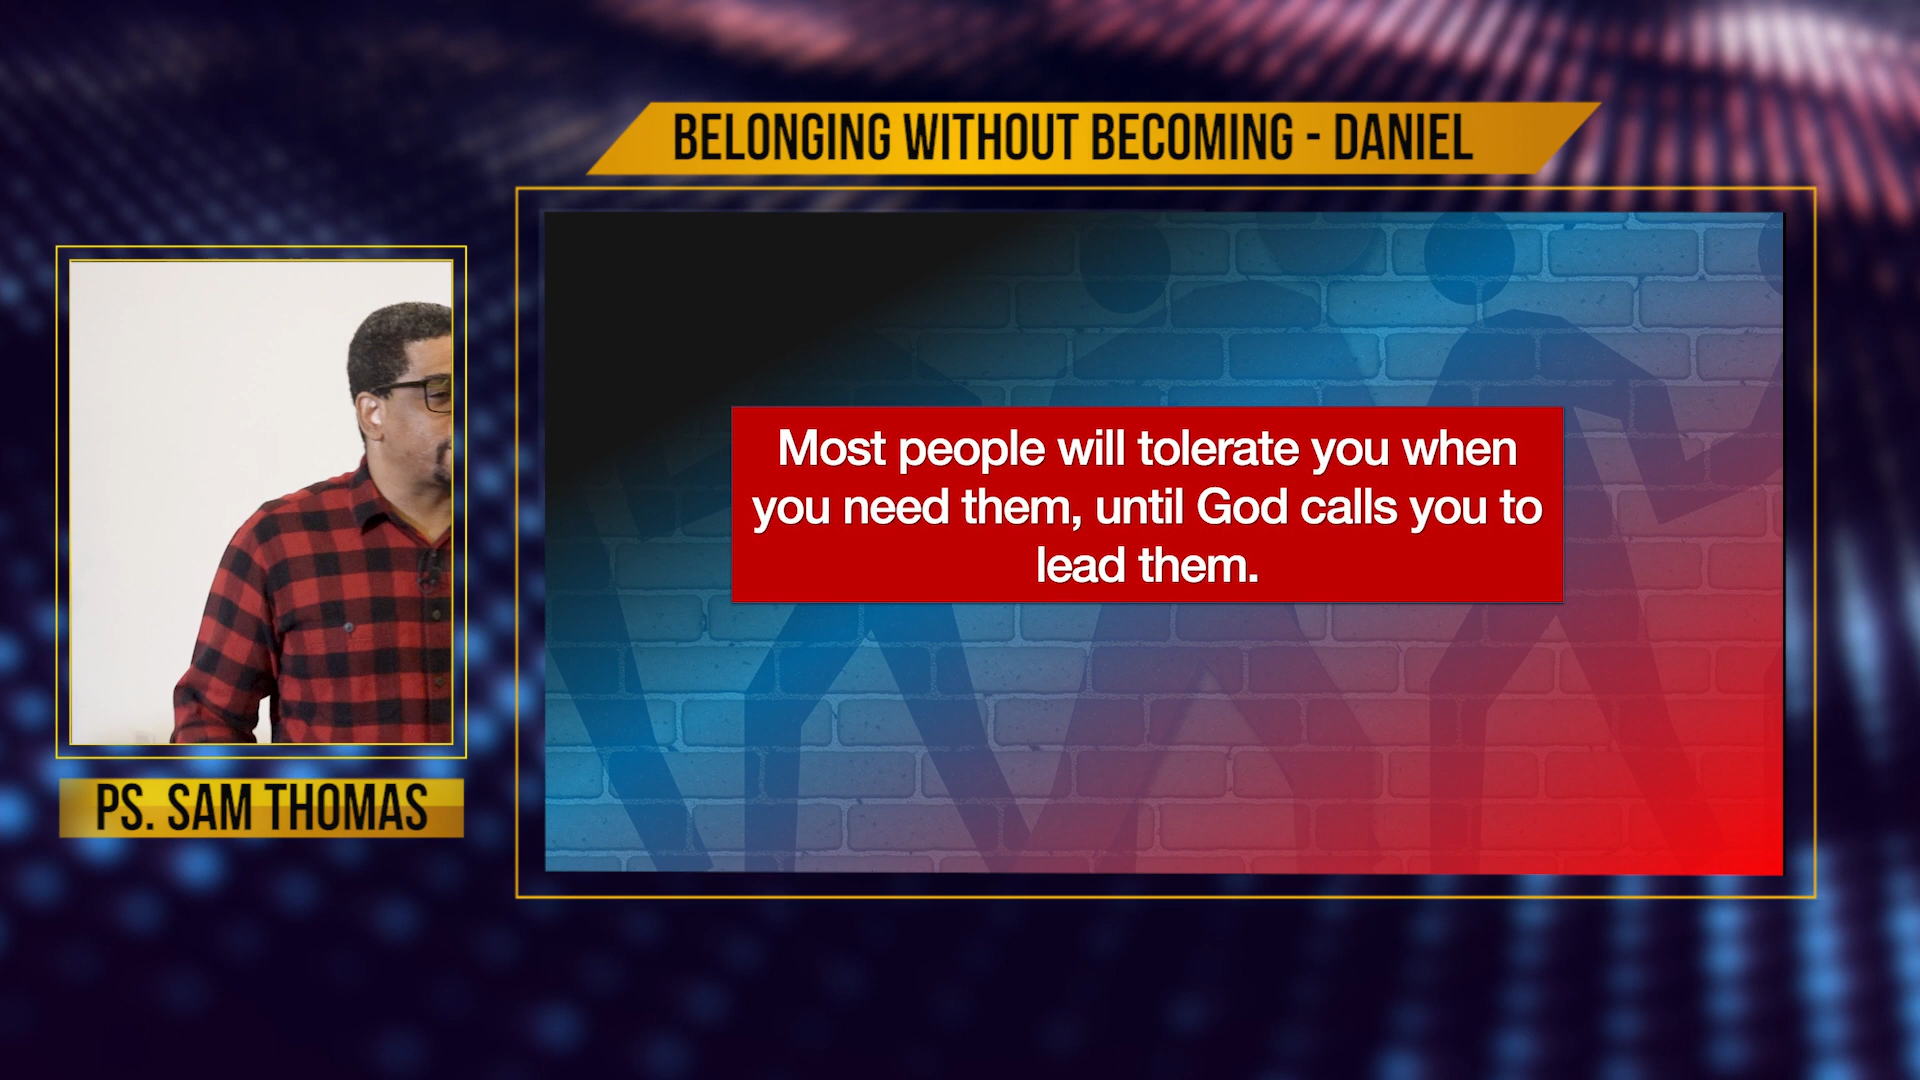 BELONGING WITHOUT BECOMING - DANIEL
Most people will tolerate you when
you need them, until God calls you to
lead them.
PS. SAM THOMAS